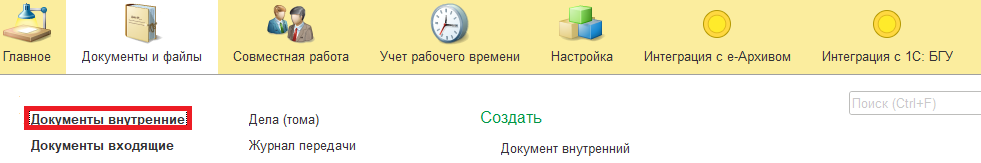 Главное Документы и файлы Совместная работа Учет рабочего времени Настройка Интеграция с е-Архивом Интеграция с 1С: БГУ
Поиск (Ctrl+F)
Документы внутренние Дела (тома) Создать
Документы входящие Журнал передачи Документ внутренний